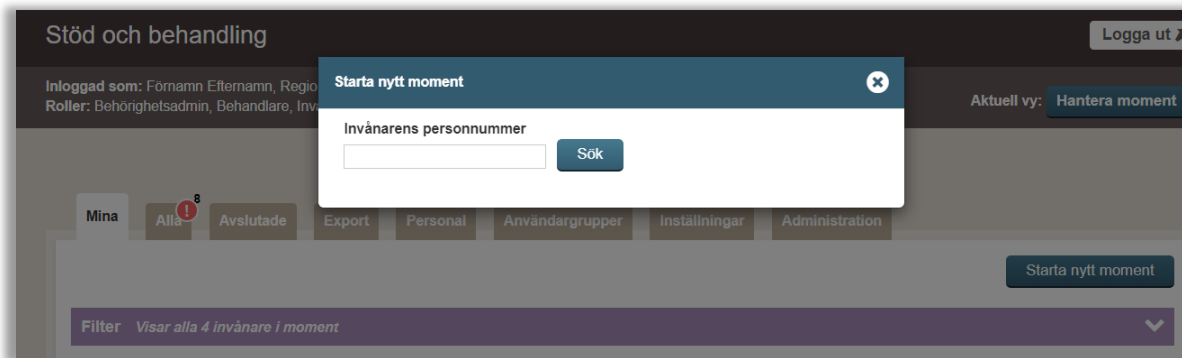 Stöd och behandling
Logga ut
Inloggad som: Förnamn Efternamn, Regio
Roller: Behörighetsadmin, Behandlare, Inv
Starta nytt moment
Aktuell vy: Hantera moment
Invånarens personnummer
Sök
Mina Alla ! 8 Avslutade Export Personal Användargrupper Inställningar Administration
Starta nytt moment
Filter Visar alla 4 invånare i moment